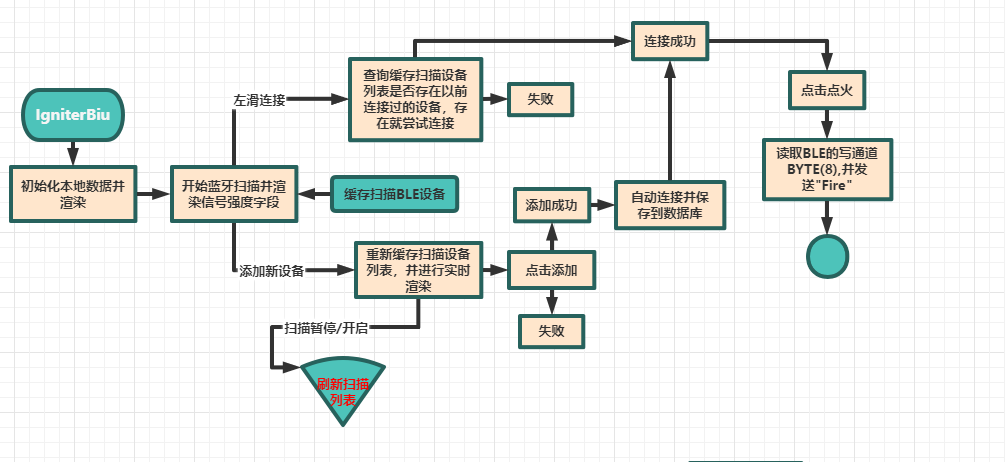 连接成功
查询缓存扫描设备
列表是否存在以前
连接过的设备，存
在就尝试连接
左滑连接
失败
点击点火
IgniterBiu
读取BLE的写通道
BYTE(8),并发
送"Fire"
初始化本地数据并
渲染
开始蓝牙扫描并渲
染信号强度字段
缓存扫描BLE设备
添加成功
自动连接并保
存到数据库
重新缓存扫描设备
列表，并进行实时
渲染
添加新设备
点击添加
扫描暂停/开启
失败
刷新扫描
列表